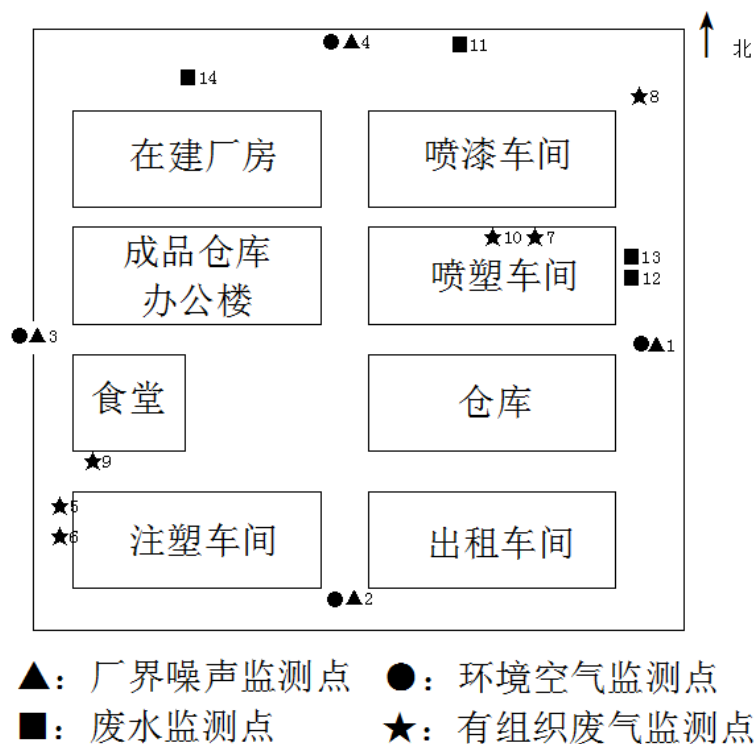 4
11
北
14
8
在建厂房
喷漆车间
成品仓库
办公楼
10
7
喷塑车间
13
12
3
1
食堂
仓库
9
5
6
注塑车间
出租车间
2
▲：厂界噪声监测点 ●：环境空气监测点
■：废水监测点 ★：有组织废气监测点